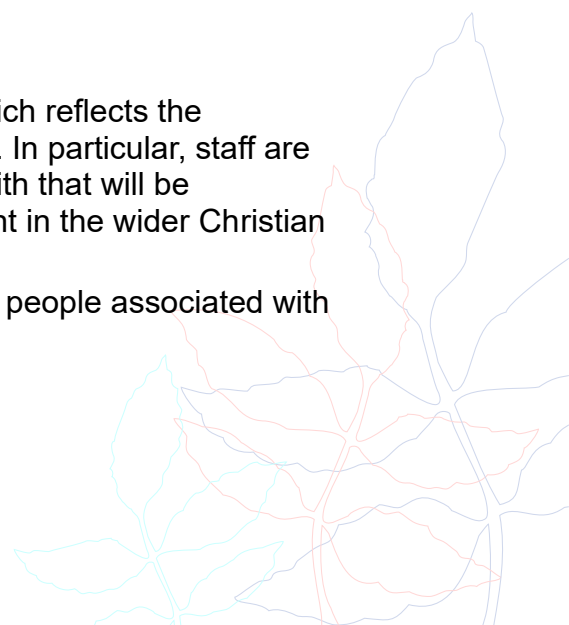 ich reflects the
. In particular, staff are
ith that will be
nt in the wider Christian
people associated with